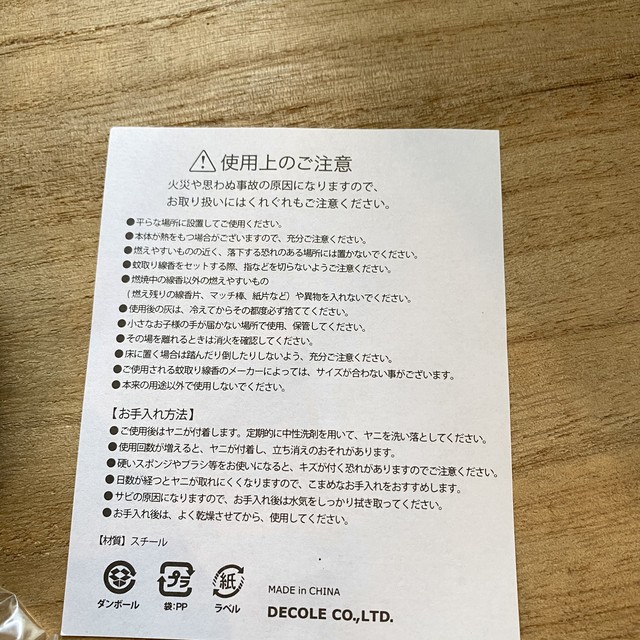 ⚠ 使用上のご注意
火災や思わぬ事故の原因になりますので、
お取り扱いにはくれぐれもご注意ください。
●平らな場所に設置してご使用ください。
●本体が熱をもつ場合がございますので、充分ご注意ください。
●燃えやすいものの近く、落下する恐れのある場所には置かないでください。
●蚊取り線香をセットする際、指などを切らないようご注意ください。
●燃焼中の線香以外の燃えやすいもの
(燃え残りの線香片、マッチ棒、紙片など)や異物を入れないでください。
●使用後の灰は、冷えてからその都度必ず捨ててください。
●小さなお子様の手が届かない場所で使用、保管してください。
●その場を離れるときは消火を確認してください。
●床に置く場合は踏んだり倒したりしないよう、充分ご注意ください。
●ご使用される蚊取り線香のメーカーによっては、サイズが合わない事がございます。
●本来の用途以外で使用しないでください。
【お手入れ方法】
●ご使用後はヤニが付着します。定期的に中性洗剤を用いて、ヤニを洗い落としてください。
●使用回数が増えると、ヤニが付着し、立ち消えのおそれがあります。
●硬いスポンジやブラシ等をお使いになると、キズが付く恐れがありますのでご注意ください。
●日数が経つとヤニが取れにくくなりますので、こまめなお手入れをおすすめします。
●サビの原因になりますので、お手入れ後は水気をしっかり拭き取ってください。
●お手入れ後は、よく乾燥させてから、使用してください。
【材質】スチール
プラ 紙
ダンボール 袋:PP ラベル
MADE in CHINA
DECOLE CO.,LTD.